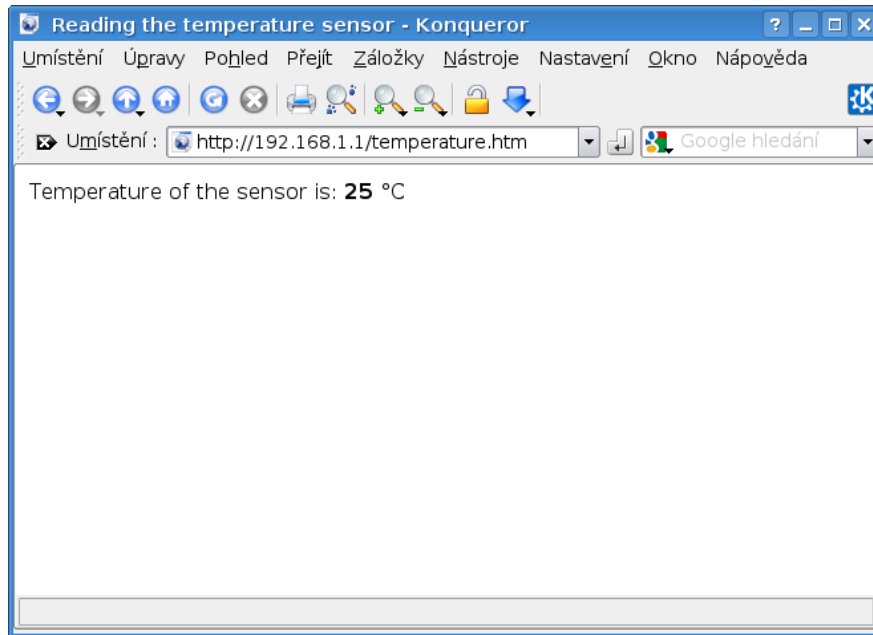 Reading the temperature sensor - Konqueror
Umístění Úpravy Pohled Přejít Záložky Nástroje Nastavení Okno Nápověda
Umístění : http://192.168.1.1/temperature.htm Google hledání
Temperature of the sensor is: 25 °C